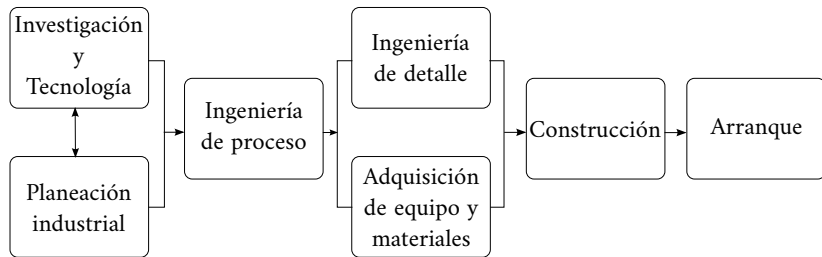 Investigación
y
Tecnología
Planeación
industrial
Ingeniería
de proceso
Ingeniería
de detalle
Adquisición
de equipo y
materiales
Construcción
Arranque